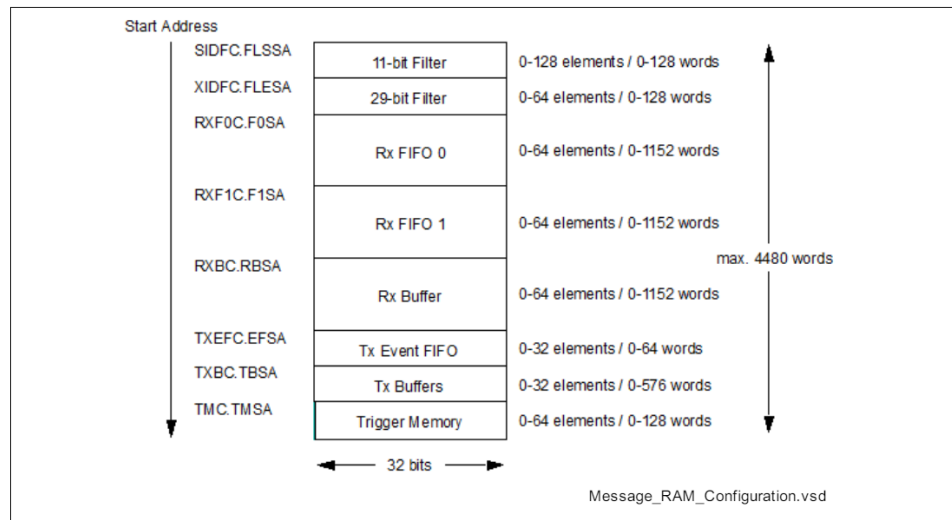 Start Address
SIDFC.FLSSA
11-bit Filter
0-128 elements / 0-128 words
XIDFC.FLESA
29-bit Filter
0-64 elements / 0-128 words
RXF0C.F0SA
Rx FIFO 0
0-64 elements / 0-1152 words
RXF1C.F1SA
Rx FIFO 1
0-64 elements / 0-1152 words
max. 4480 words
RXBC.RBSA
Rx Buffer
0-64 elements / 0-1152 words
TXEFC.EFSA
Tx Event FIFO
0-32 elements / 0-64 words
TXBC.TBSA
Tx Buffers
0-32 elements / 0-576 words
TMC.TMSA
Trigger Memory
0-64 elements / 0-128 words
32 bits
Message_RAM_Configuration.vsd